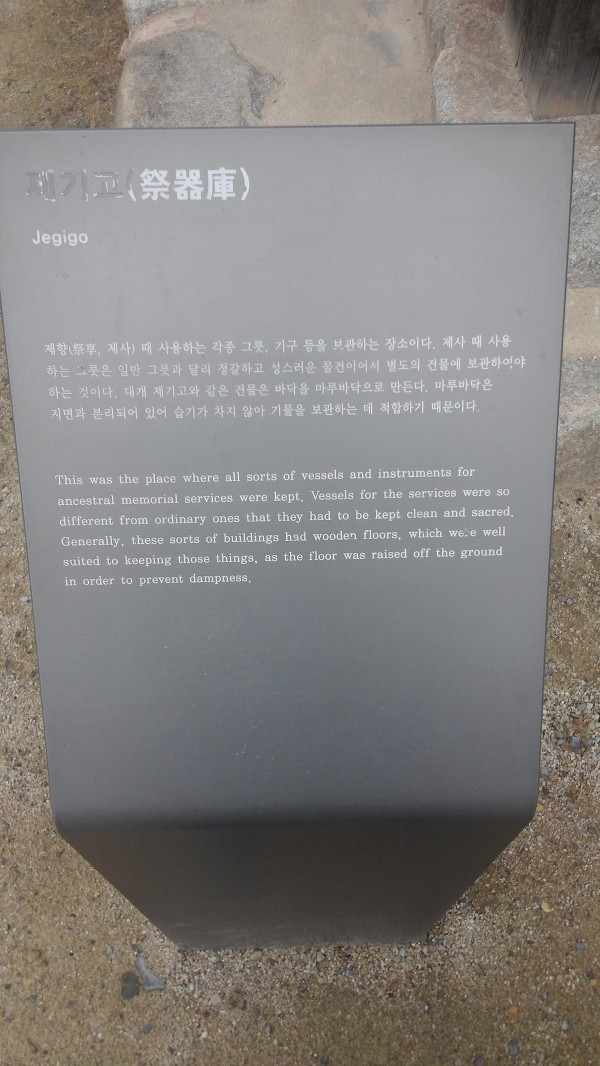 제기고(祭器庫)
Jegigo
제향(祭享, 제사) 때 사용하는 각종 그릇, 기구 등을 보관하는 장소이다. 제사 때 사용
하는 그릇은 일반 그릇과 달리 정갈하고 성스러운 물건이어서 별도의 건물에 보관하여야
하는 것이다. 대개 제기고와 같은 건물은 바닥을 마루바닥으로 만든다. 마루바닥은
지면과 분리되어 있어 습기가 차지 않아 기물을 보관하는 데 적합하기 때문이다.
This was the place where all sorts of vessels and instruments for
ancestral memorial services were kept. Vessels for the services were so
different from ordinary ones that they had to be kept clean and sacred.
Generally, these sorts of buildings had wooden floors, which were well
suited to keeping those things, as the floor was raised off the ground
in order to prevent dampness.